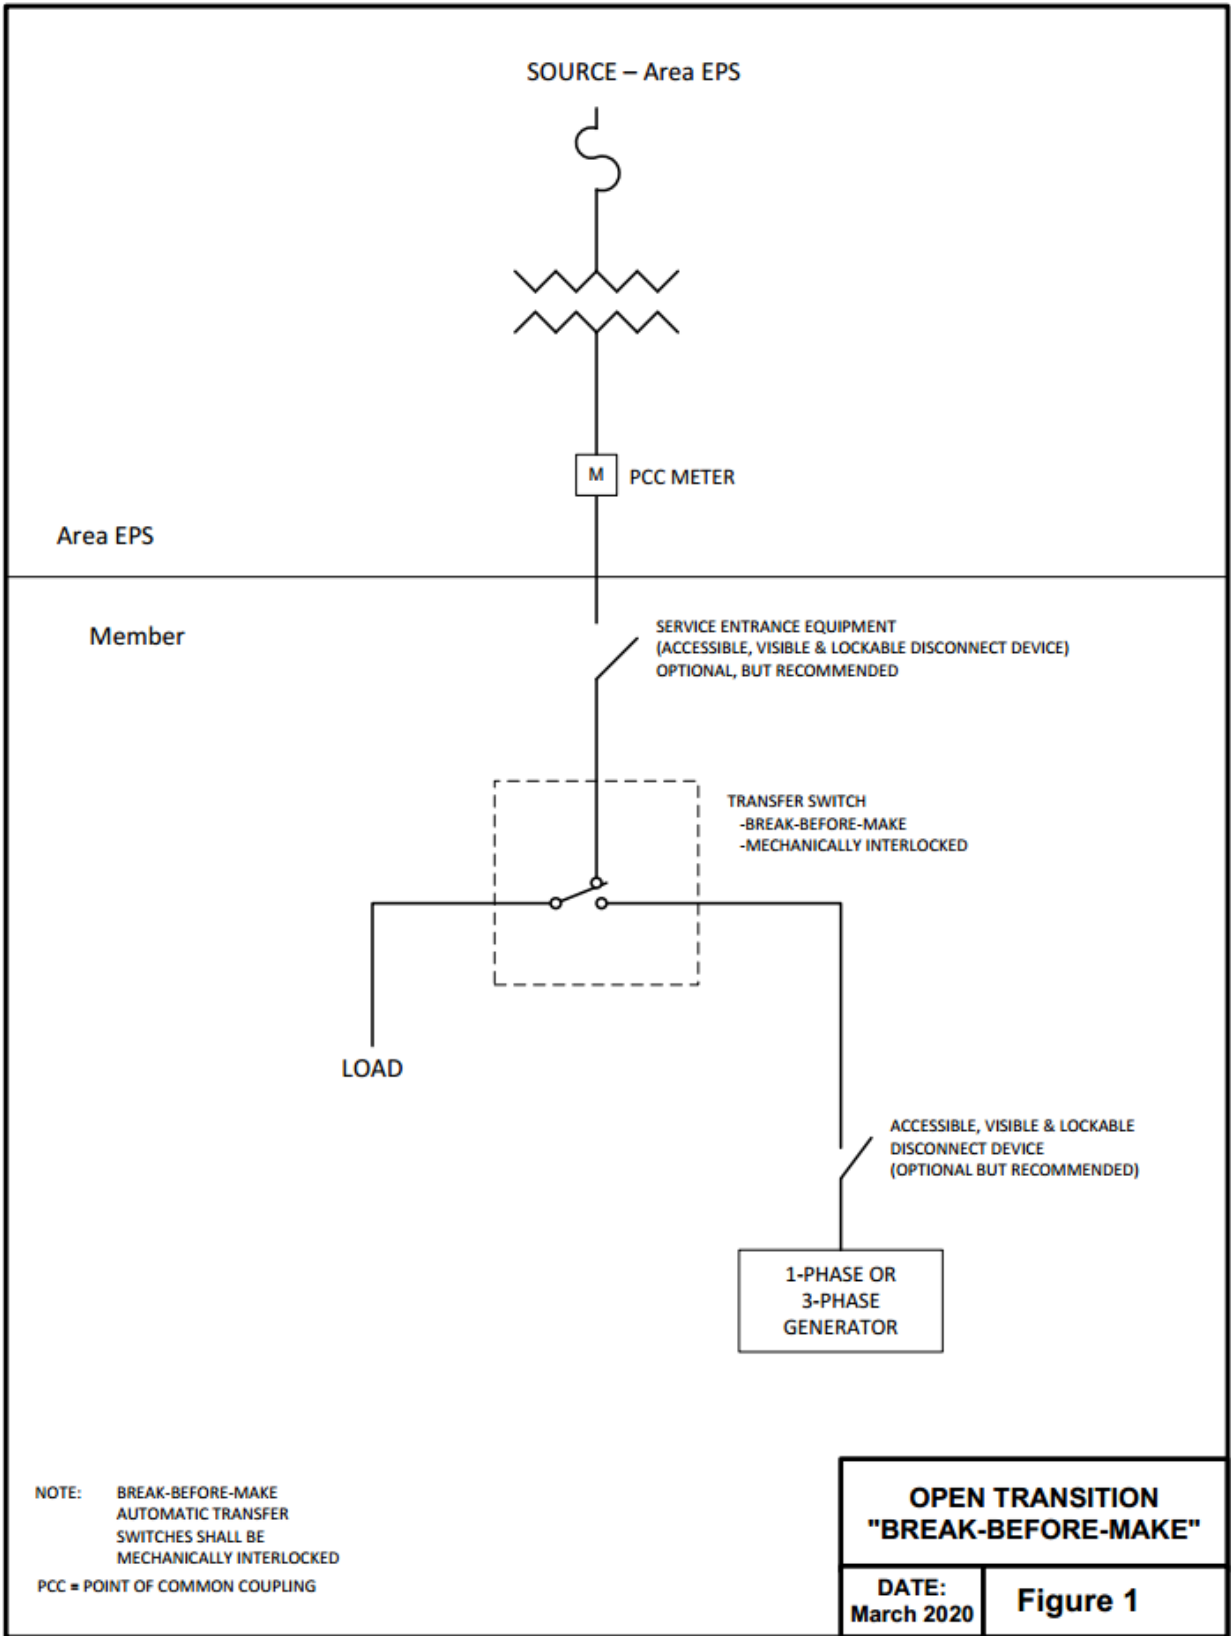 SOURCE – Area EPS
M
PCC METER
Area EPS
Member
SERVICE ENTRANCE EQUIPMENT
(ACCESSIBLE, VISIBLE & LOCKABLE DISCONNECT DEVICE)
OPTIONAL, BUT RECOMMENDED
TRANSFER SWITCH
-BREAK-BEFORE-MAKE
-MECHANICALLY INTERLOCKED
LOAD
ACCESSIBLE, VISIBLE & LOCKABLE
DISCONNECT DEVICE
(OPTIONAL BUT RECOMMENDED)
1-PHASE OR
3-PHASE
GENERATOR
NOTE: BREAK-BEFORE-MAKE
AUTOMATIC TRANSFER
SWITCHES SHALL BE
MECHANICALLY INTERLOCKED
PCC = POINT OF COMMON COUPLING
OPEN TRANSITION
"BREAK-BEFORE-MAKE"
DATE:
March 2020
Figure 1